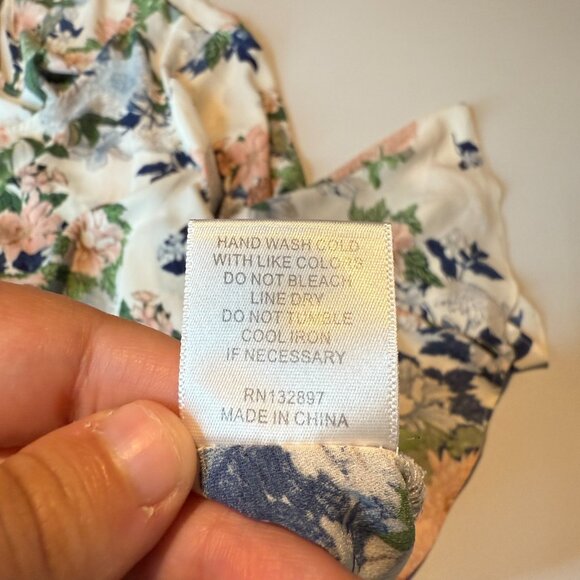 HAND WASH COLD
WITH LIKE COLORS
DO NOT BLEACH
LINE DRY
DO NOT TUMBLE
COOL IRON
IF NECESSARY
RN132897
MADE IN CHINA